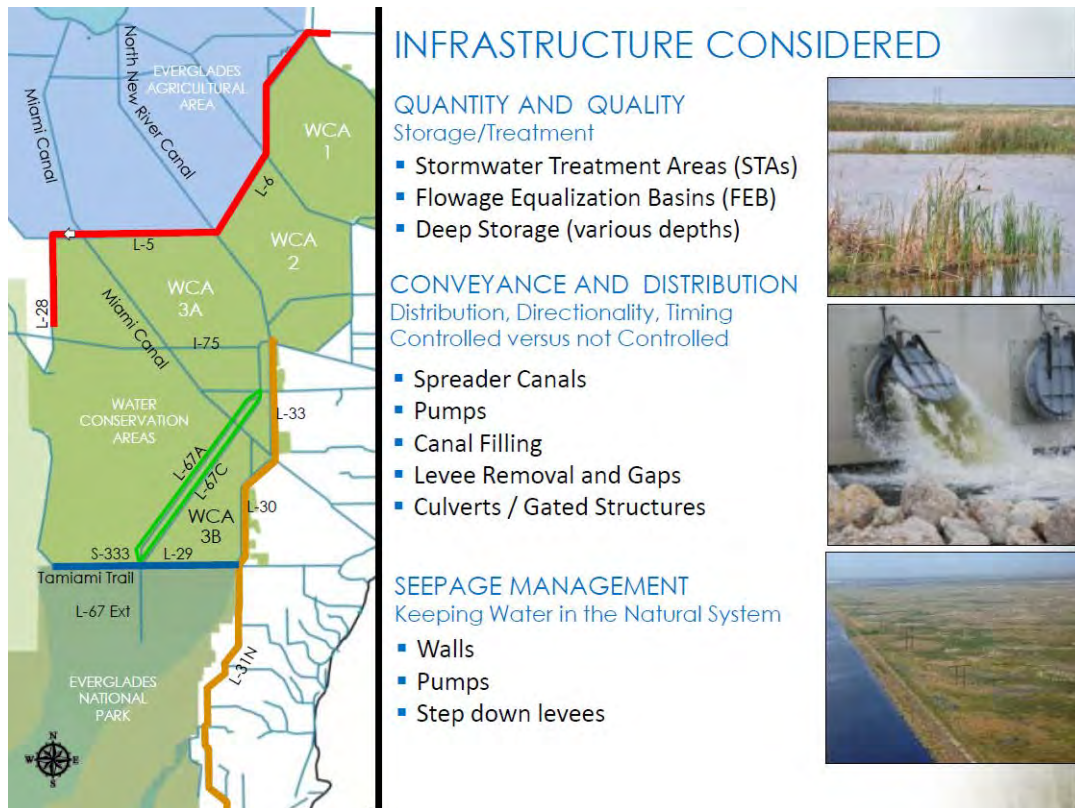 North New River Canal
EVERGLADES
AGRICULTURAL
AREA
Miami Canal
WCA
1
L-6
WCA
2
L-5
WCA
3A
L-28
Miami Canal
I-75
WATER
CONSERVATION
AREAS
L-33
L-67A
L-67C
L-30
WCA
3B
S-333
L-29
Tamiami Trail
L-67 Ext
L-31N
EVERGLADES
NATIONAL
PARK
N
W
E
S
INFRASTRUCTURE CONSIDERED
QUANTITY AND QUALITY
Storage/Treatment
▪ Stormwater Treatment Areas (STAs)
▪ Flowage Equalization Basins (FEB)
▪ Deep Storage (various depths)
CONVEYANCE AND DISTRIBUTION
Distribution, Directionality, Timing
Controlled versus not Controlled
▪ Spreader Canals
▪ Pumps
▪ Canal Filling
▪ Levee Removal and Gaps
▪ Culverts / Gated Structures
SEEPAGE MANAGEMENT
Keeping Water in the Natural System
▪ Walls
▪ Pumps
▪ Step down levees